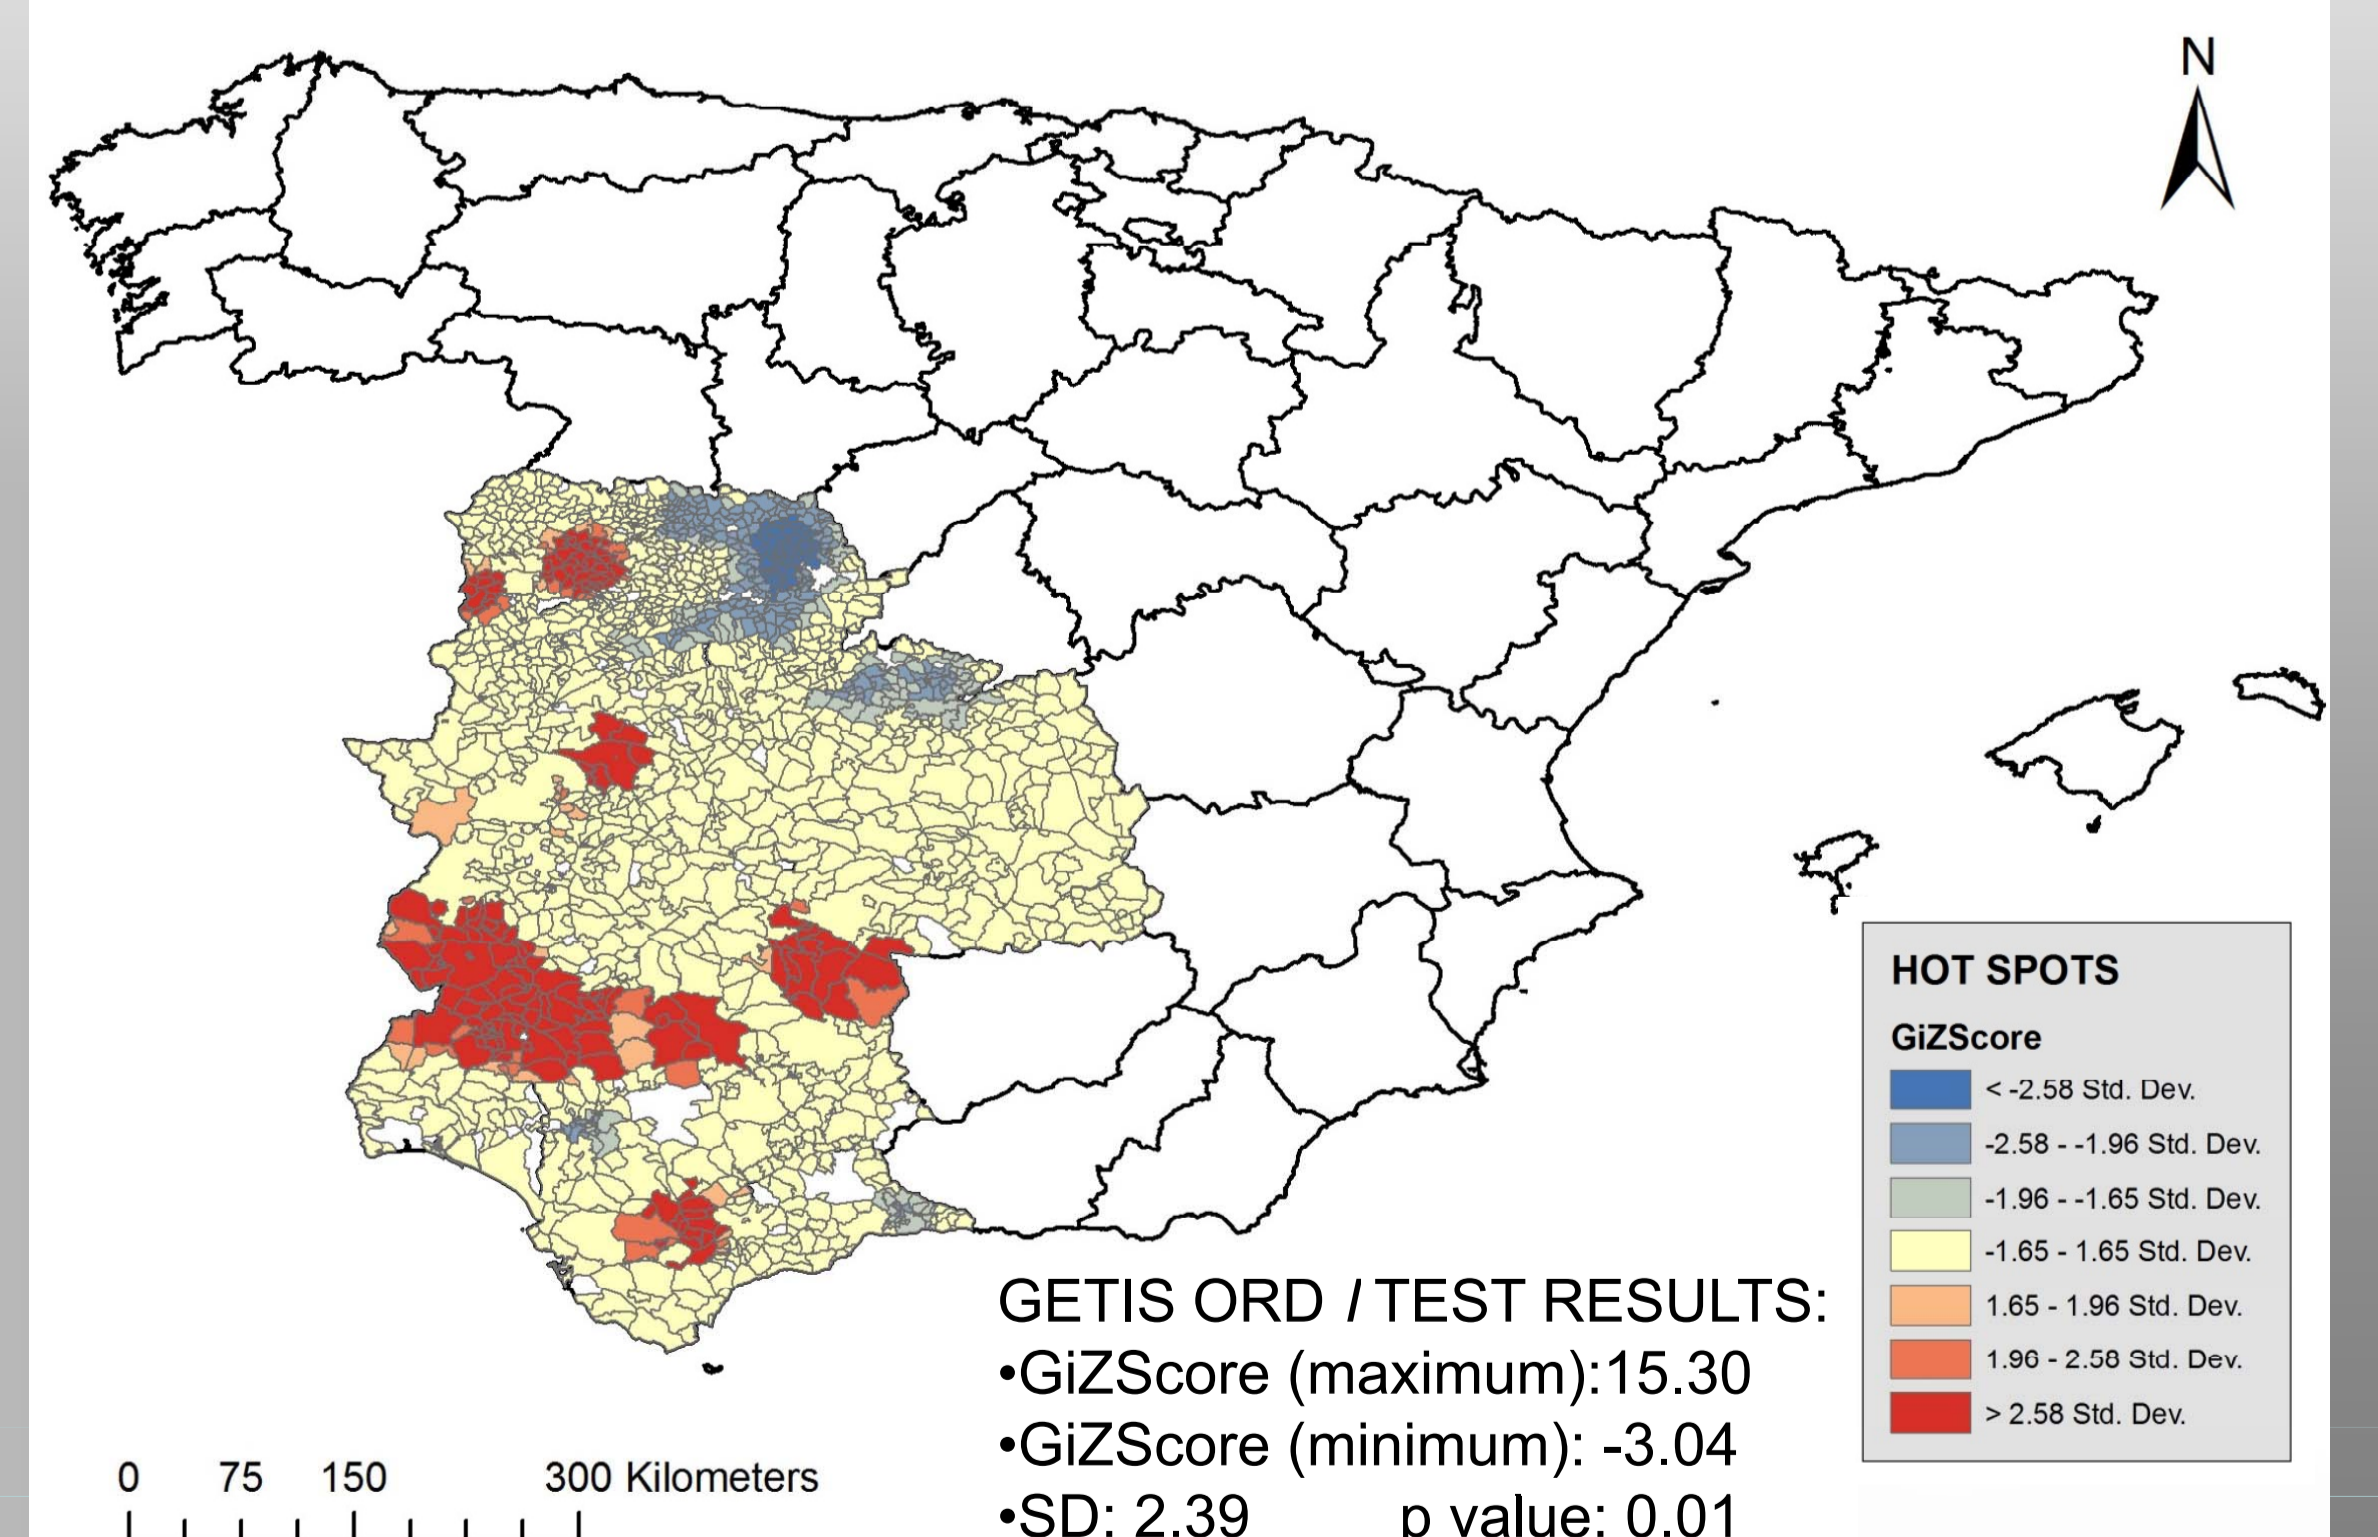 N
HOT SPOTS
GiZScore
< -2.58 Std. Dev.
-2.58 - -1.96 Std. Dev.
-1.96 - -1.65 Std. Dev.
-1.65 - 1.65 Std. Dev.
1.65 - 1.96 Std. Dev.
1.96 - 2.58 Std. Dev.
> 2.58 Std. Dev.
GETIS ORD / TEST RESULTS:
•GiZScore (maximum):15.30
•GiZScore (minimum): -3.04
•SD: 2.39 p value: 0.01
0 75 150 300 Kilometers